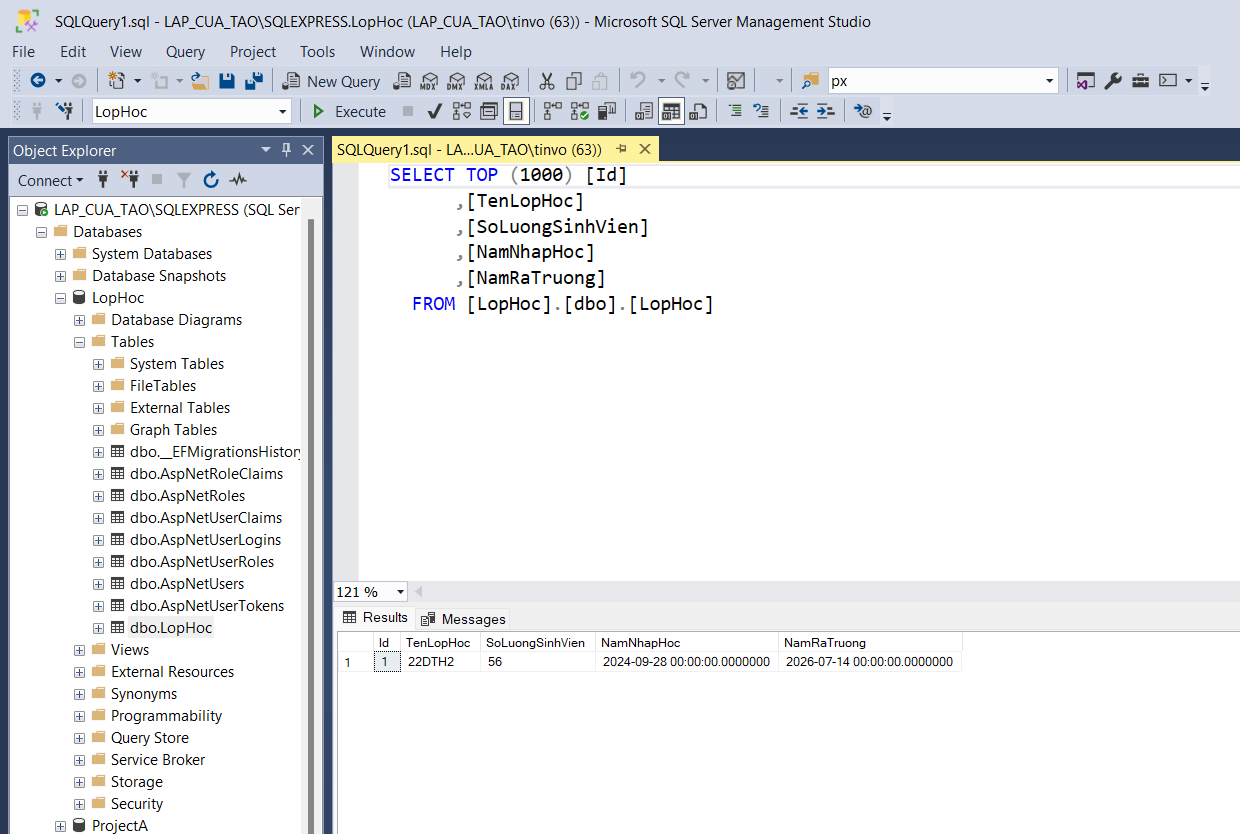 SQLQuery1.sql - LAP_CUA_TAO\SQLEXPRESS.LopHoc (LAP_CUA_TAO\tinvo (63)) - Microsoft SQL Server Management Studio
File Edit View Query Project Tools Window Help
New Query MDX DMX XMLA DAX px
LopHoc Execute
Object Explorer
Connect
LAP_CUA_TAO\SQLEXPRESS (SQL Ser
Databases
System Databases
Database Snapshots
LopHoc
Database Diagrams
Tables
System Tables
FileTables
External Tables
Graph Tables
dbo.__EFMigrationsHistory
dbo.AspNetRoleClaims
dbo.AspNetRoles
dbo.AspNetUserClaims
dbo.AspNetUserLogins
dbo.AspNetUserRoles
dbo.AspNetUsers
dbo.AspNetUserTokens
dbo.LopHoc
Views
External Resources
Synonyms
Programmability
Query Store
Service Broker
Storage
Security
ProjectA
SQLQuery1.sql - LA...UA_TAO\tinvo (63))
SELECT TOP (1000) [Id]
,[TenLopHoc]
,[SoLuongSinhVien]
,[NamNhapHoc]
,[NamRaTruong]
FROM [LopHoc].[dbo].[LopHoc]
121 %
Results Messages
Id TenLopHoc SoLuongSinhVien NamNhapHoc NamRaTruong
1 1 22DTH2 56 2024-09-28 00:00:00.0000000 2026-07-14 00:00:00.0000000